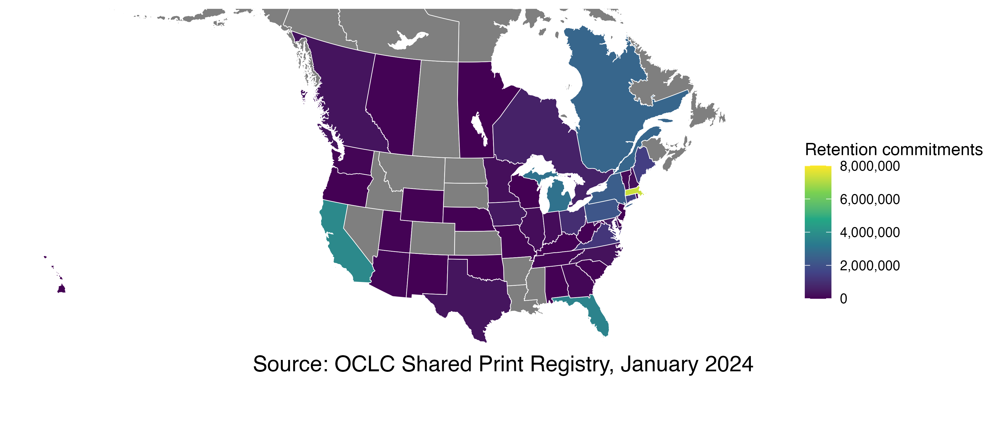 Retention commitments
8,000,000
6,000,000
4,000,000
2,000,000
0
Source: OCLC Shared Print Registry, January 2024